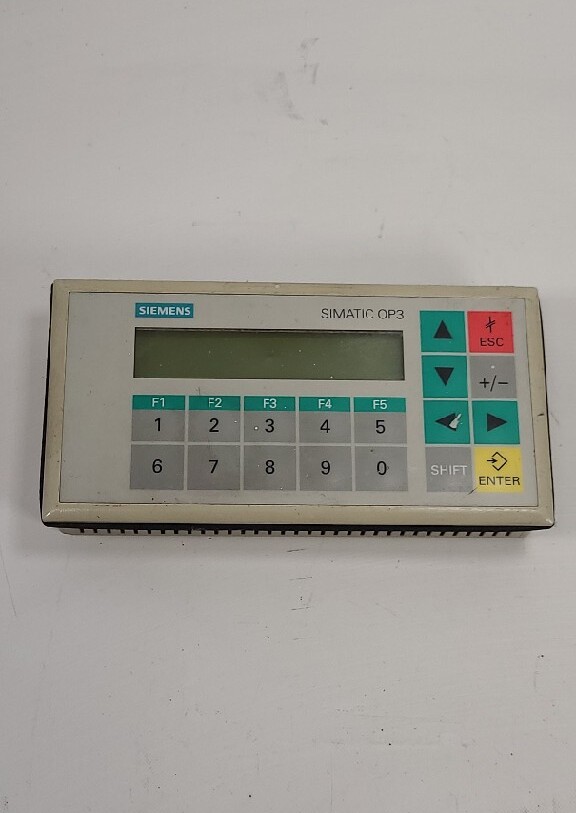 SIEMENS
SIMATIC OP3
ESC
+/−
F1 F2 F3 F4 F5
1 2 3 4 5
6 7 8 9 0
SHIFT
ENTER